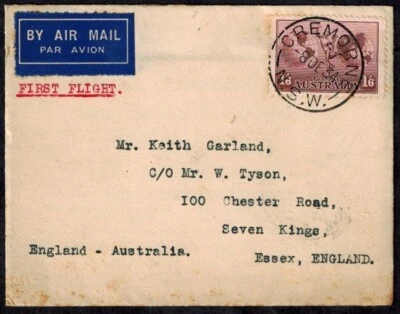 BY AIR MAIL
PAR AVION
FIRST FLIGHT.
CREMORNE
N.S.W.
1/6 AUSTRALIA 1/6
Mr. Keith Garland,
C/O Mr. W. Tyson,
100 Chester Road,
Seven Kings,
England - Australia.
Essex, ENGLAND.